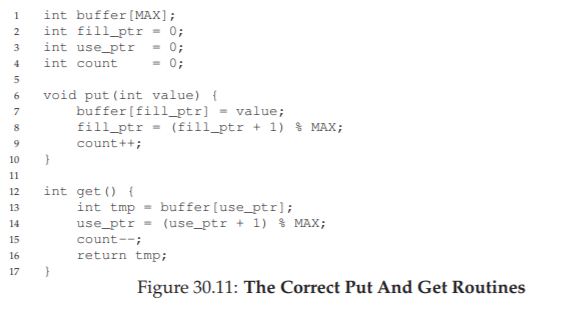 1 int buffer[MAX];
2 int fill_ptr = 0;
3 int use_ptr = 0;
4 int count = 0;
5
6 void put(int value) {
7 buffer[fill_ptr] = value;
8 fill_ptr = (fill_ptr + 1) % MAX;
9 count++;
10 }
11
12 int get() {
13 int tmp = buffer[use_ptr];
14 use_ptr = (use_ptr + 1) % MAX;
15 count--;
16 return tmp;
17 }
Figure 30.11: The Correct Put And Get Routines